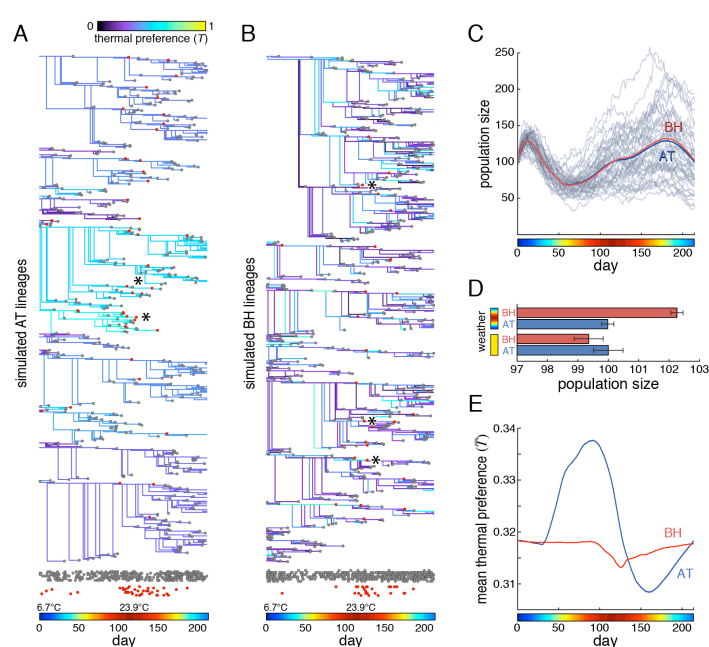 0 1
thermal preference (T)
A
simulated AT lineages
*
*
6.7°C 23.9°C
0 50 100 150 200
day
B
simulated BH lineages
*
*
*
6.7°C 23.9°C
0 50 100 150 200
day
C
population size
250
200
150
100
50
BH
AT
0 50 100 150 200
day
D
weather
BH
AT
BH
AT
97 98 99 100 101 102 103
population size
E
mean thermal preference (T̅)
0.34
0.33
0.32
0.31
BH
AT
0 50 100 150 200
day